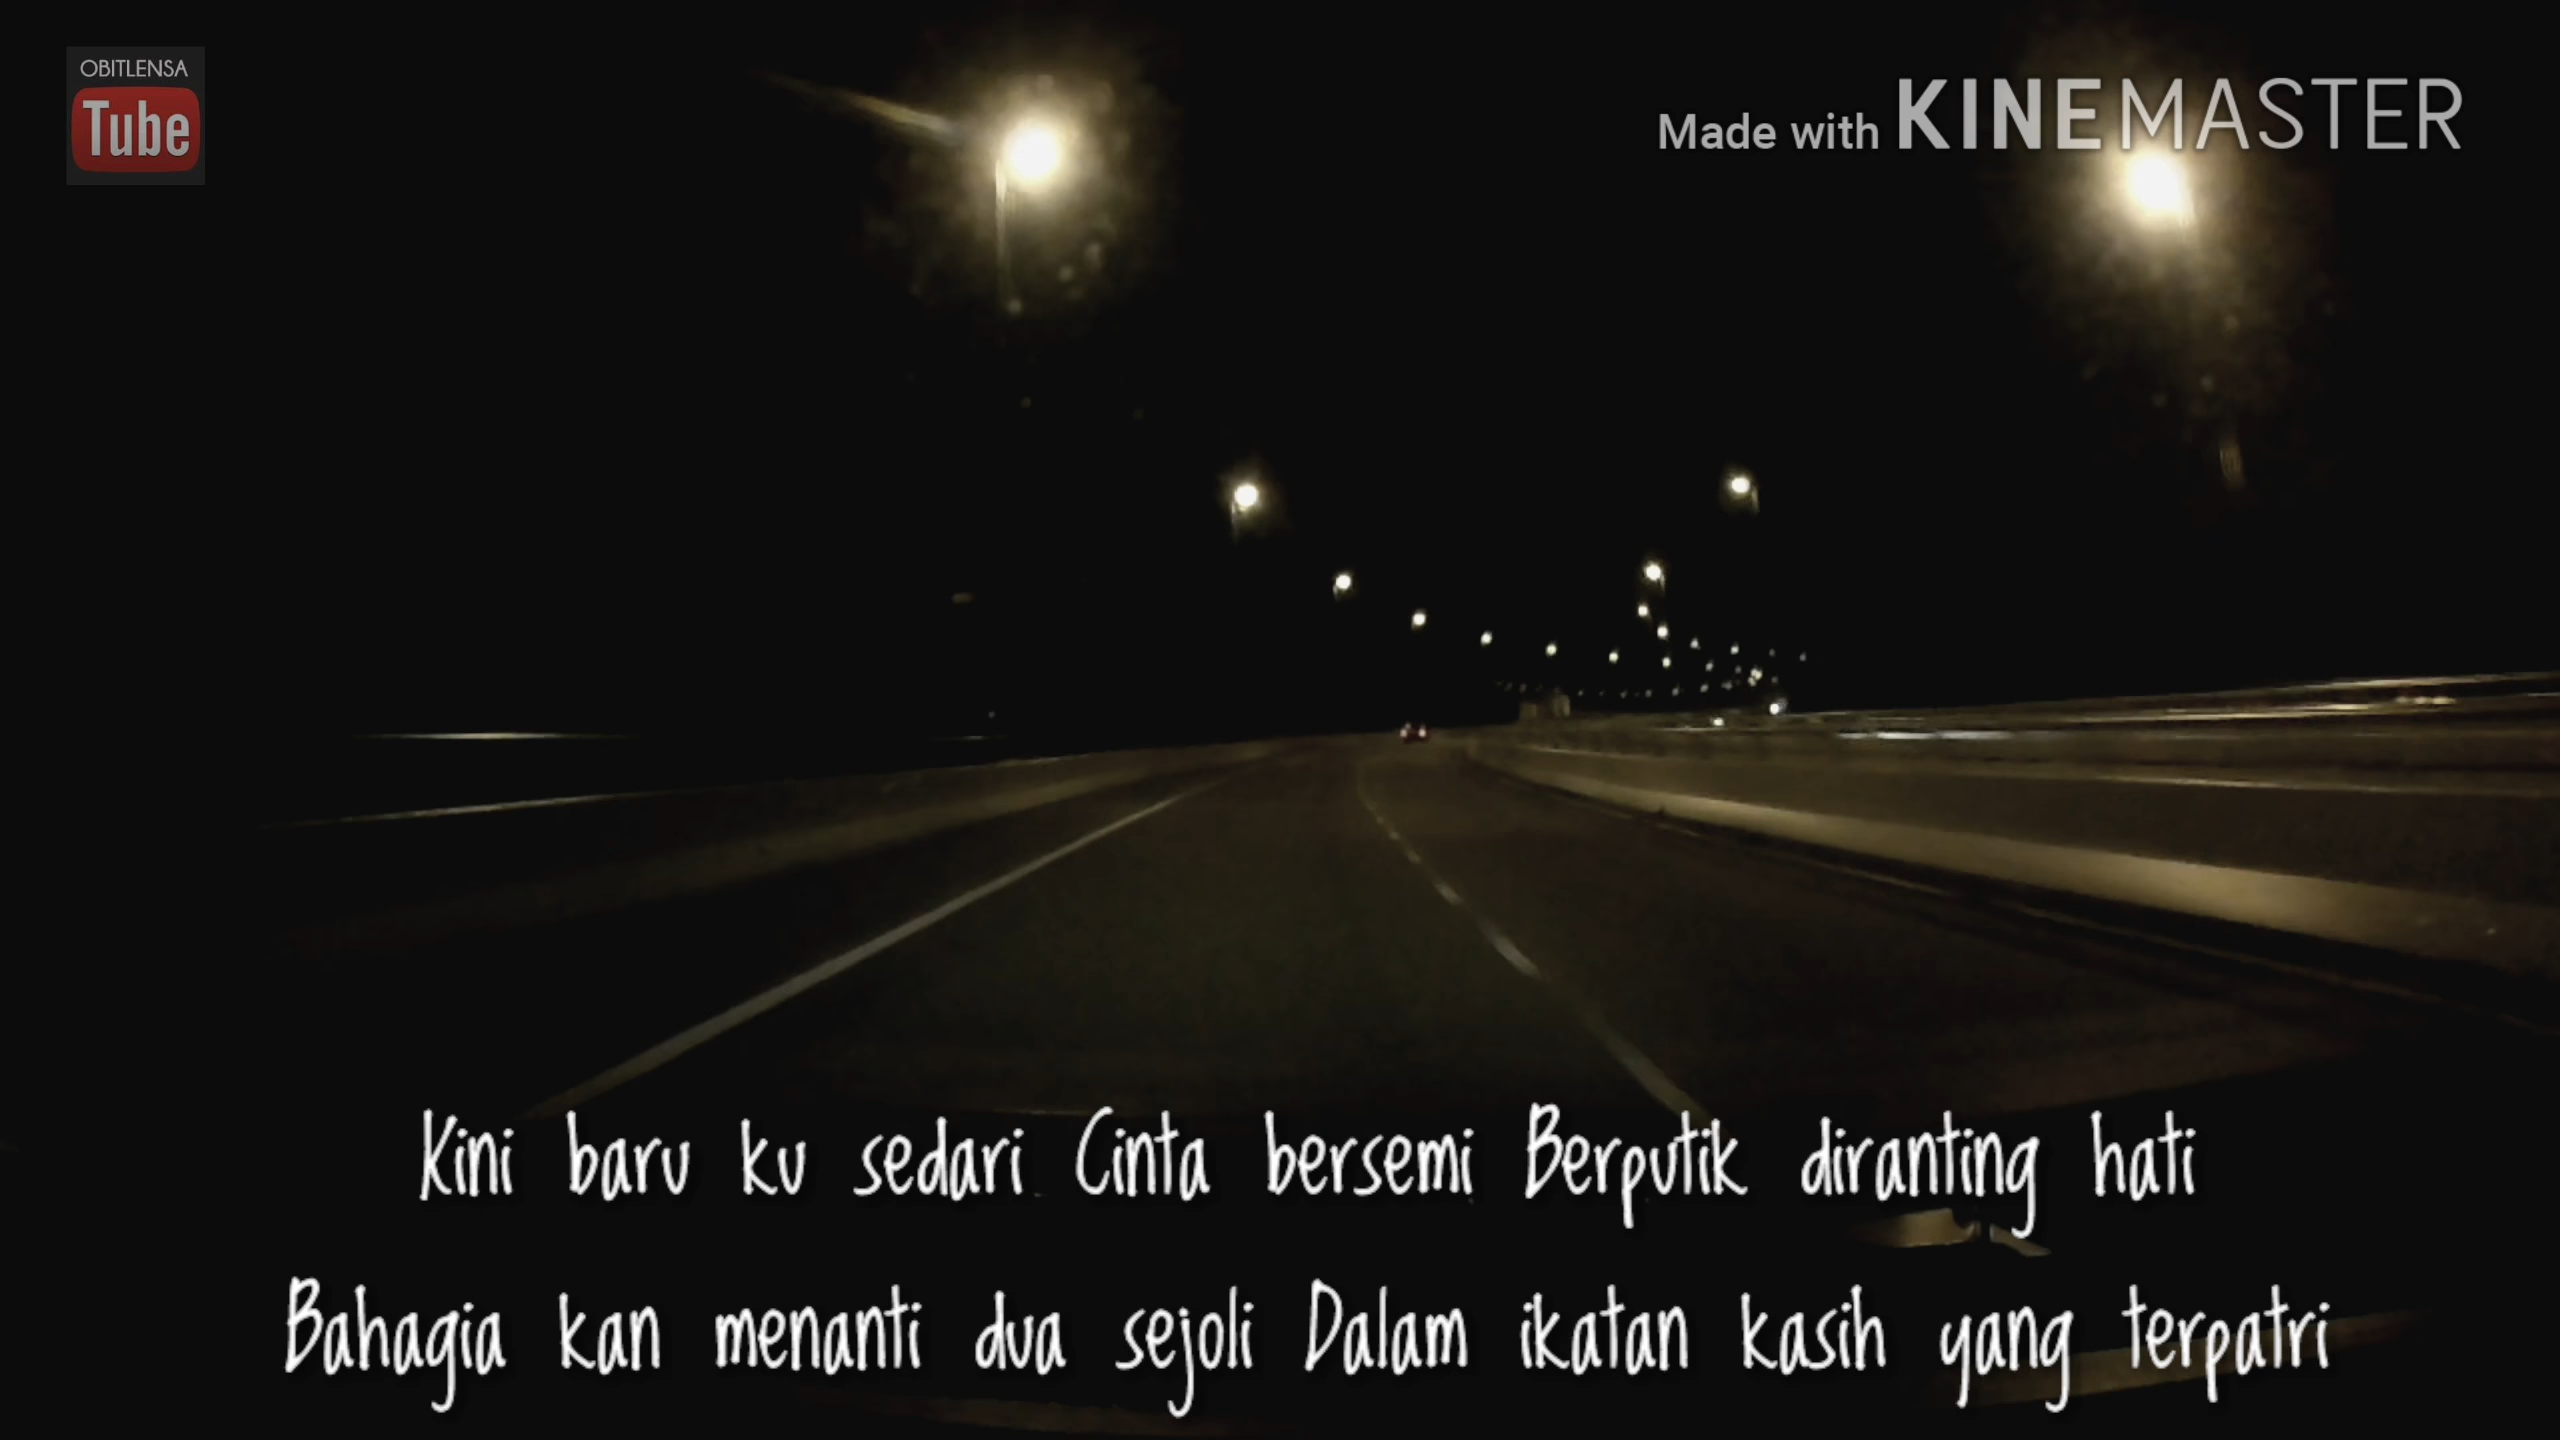 OBITLENSA
Tube
Made with KINEMASTER
Kini baru ku sedari Cinta bersemi Berputik diranting hati
Bahagia kan menanti dua sejoli Dalam ikatan kasih yang terpatri